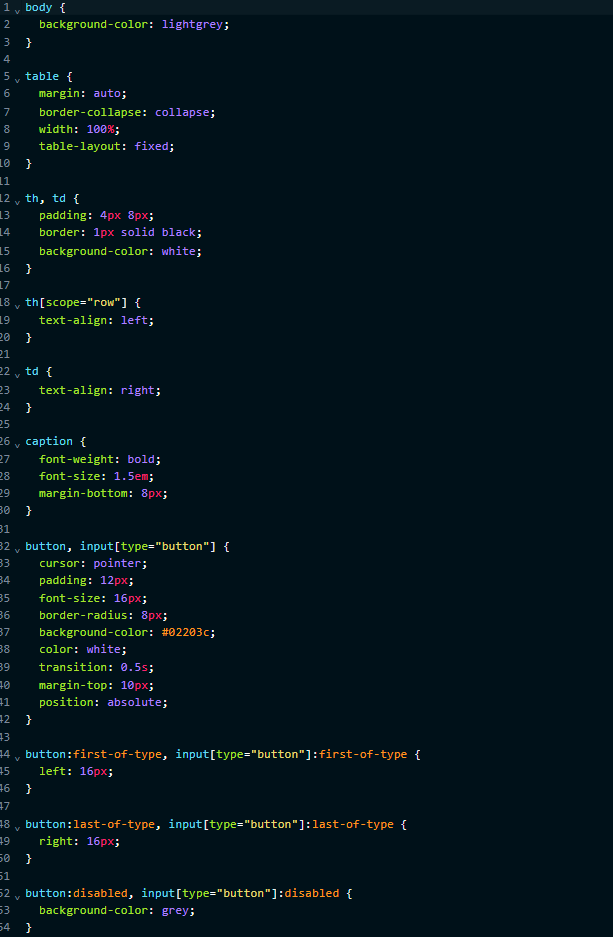 1 body {
2 background-color: lightgrey;
3 }
4
5 table {
6 margin: auto;
7 border-collapse: collapse;
8 width: 100%;
9 table-layout: fixed;
10 }
11
12 th, td {
13 padding: 4px 8px;
14 border: 1px solid black;
15 background-color: white;
16 }
17
18 th[scope="row"] {
19 text-align: left;
20 }
21
22 td {
23 text-align: right;
24 }
25
26 caption {
27 font-weight: bold;
28 font-size: 1.5em;
29 margin-bottom: 8px;
30 }
31
32 button, input[type="button"] {
33 cursor: pointer;
34 padding: 12px;
35 font-size: 16px;
36 border-radius: 8px;
37 background-color: #02203c;
38 color: white;
39 transition: 0.5s;
40 margin-top: 10px;
41 position: absolute;
42 }
43
44 button:first-of-type, input[type="button"]:first-of-type {
45 left: 16px;
46 }
47
48 button:last-of-type, input[type="button"]:last-of-type {
49 right: 16px;
50 }
51
52 button:disabled, input[type="button"]:disabled {
53 background-color: grey;
54 }